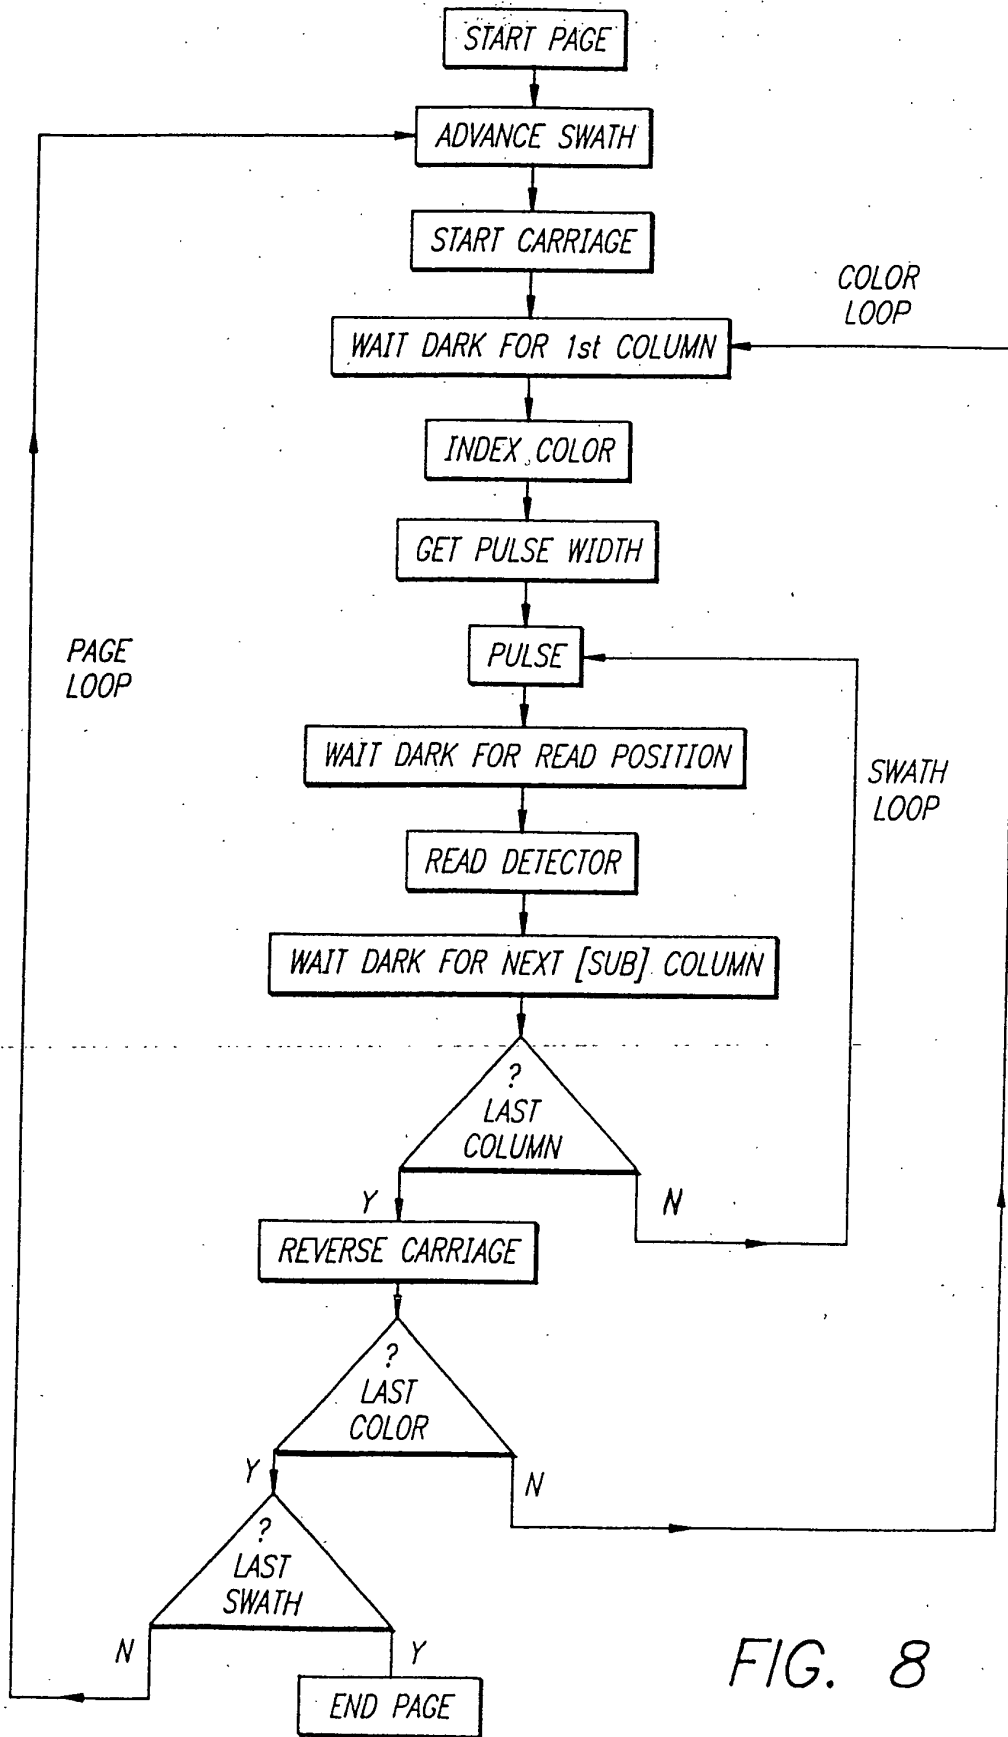 START PAGE
ADVANCE SWATH
START CARRIAGE
COLOR
LOOP
WAIT DARK FOR 1st COLUMN
INDEX COLOR
GET PULSE WIDTH
PAGE
LOOP
PULSE
WAIT DARK FOR READ POSITION
SWATH
LOOP
READ DETECTOR
WAIT DARK FOR NEXT [SUB] COLUMN
?
LAST
COLUMN
Y
N
REVERSE CARRIAGE
?
LAST
COLOR
Y
N
?
LAST
SWATH
N
Y
END PAGE
FIG. 8